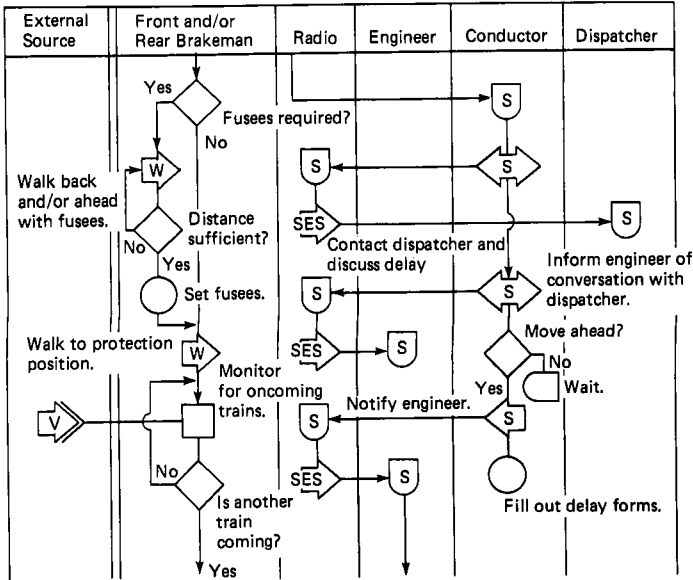 External
Source
Front and/or
Rear Brakeman
Radio
Engineer
Conductor
Dispatcher
Yes
Fusees required?
No
S
W
S
S
Walk back
and/or ahead
with fusees.
No
Distance
sufficient?
Yes
SES
S
Contact dispatcher and
discuss delay
Inform engineer of
conversation with
dispatcher.
Set fusees.
S
S
Walk to protection
position.
W
SES
S
Move ahead?
No
Yes
Wait.
Monitor
for oncoming
trains.
Notify engineer.
V
S
S
No
SES
S
Is another
train
coming?
Yes
Fill out delay forms.